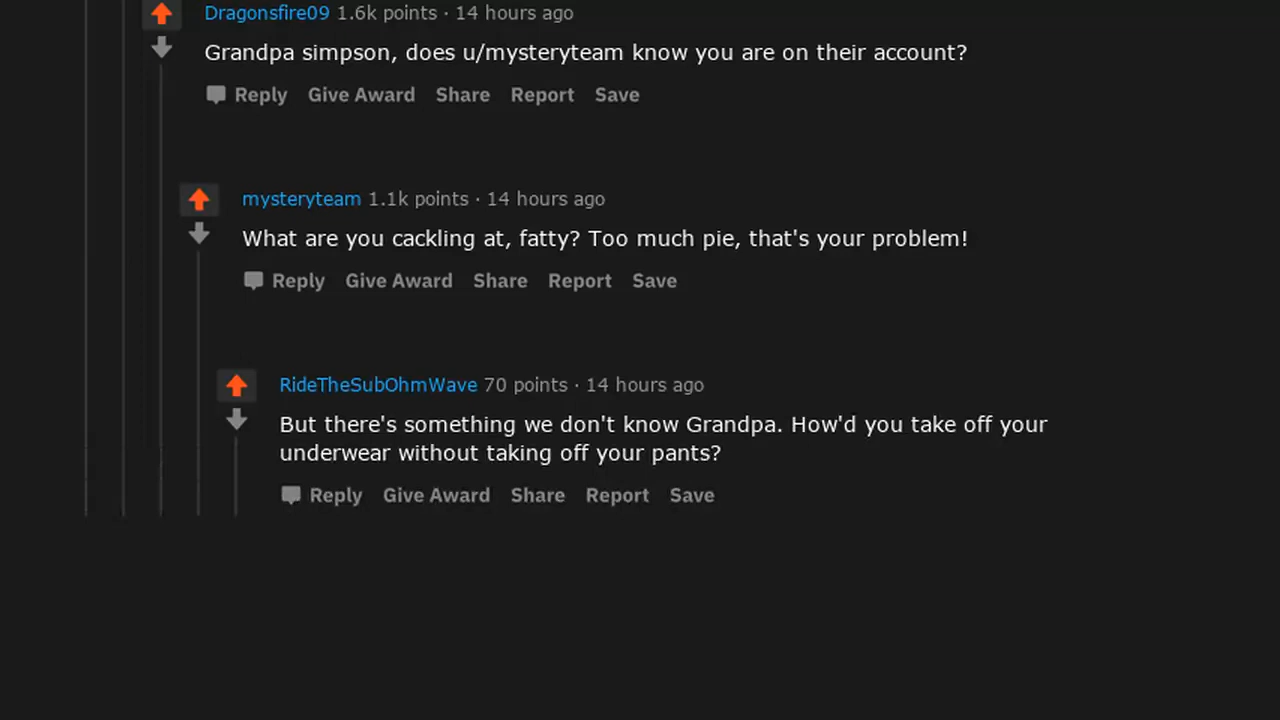 Dragonsfire09 1.6k points · 14 hours ago
Grandpa simpson, does u/mysteryteam know you are on their account?
Reply Give Award Share Report Save
mysteryteam 1.1k points · 14 hours ago
What are you cackling at, fatty? Too much pie, that's your problem!
Reply Give Award Share Report Save
RideTheSubOhmWave 70 points · 14 hours ago
But there's something we don't know Grandpa. How'd you take off your
underwear without taking off your pants?
Reply Give Award Share Report Save